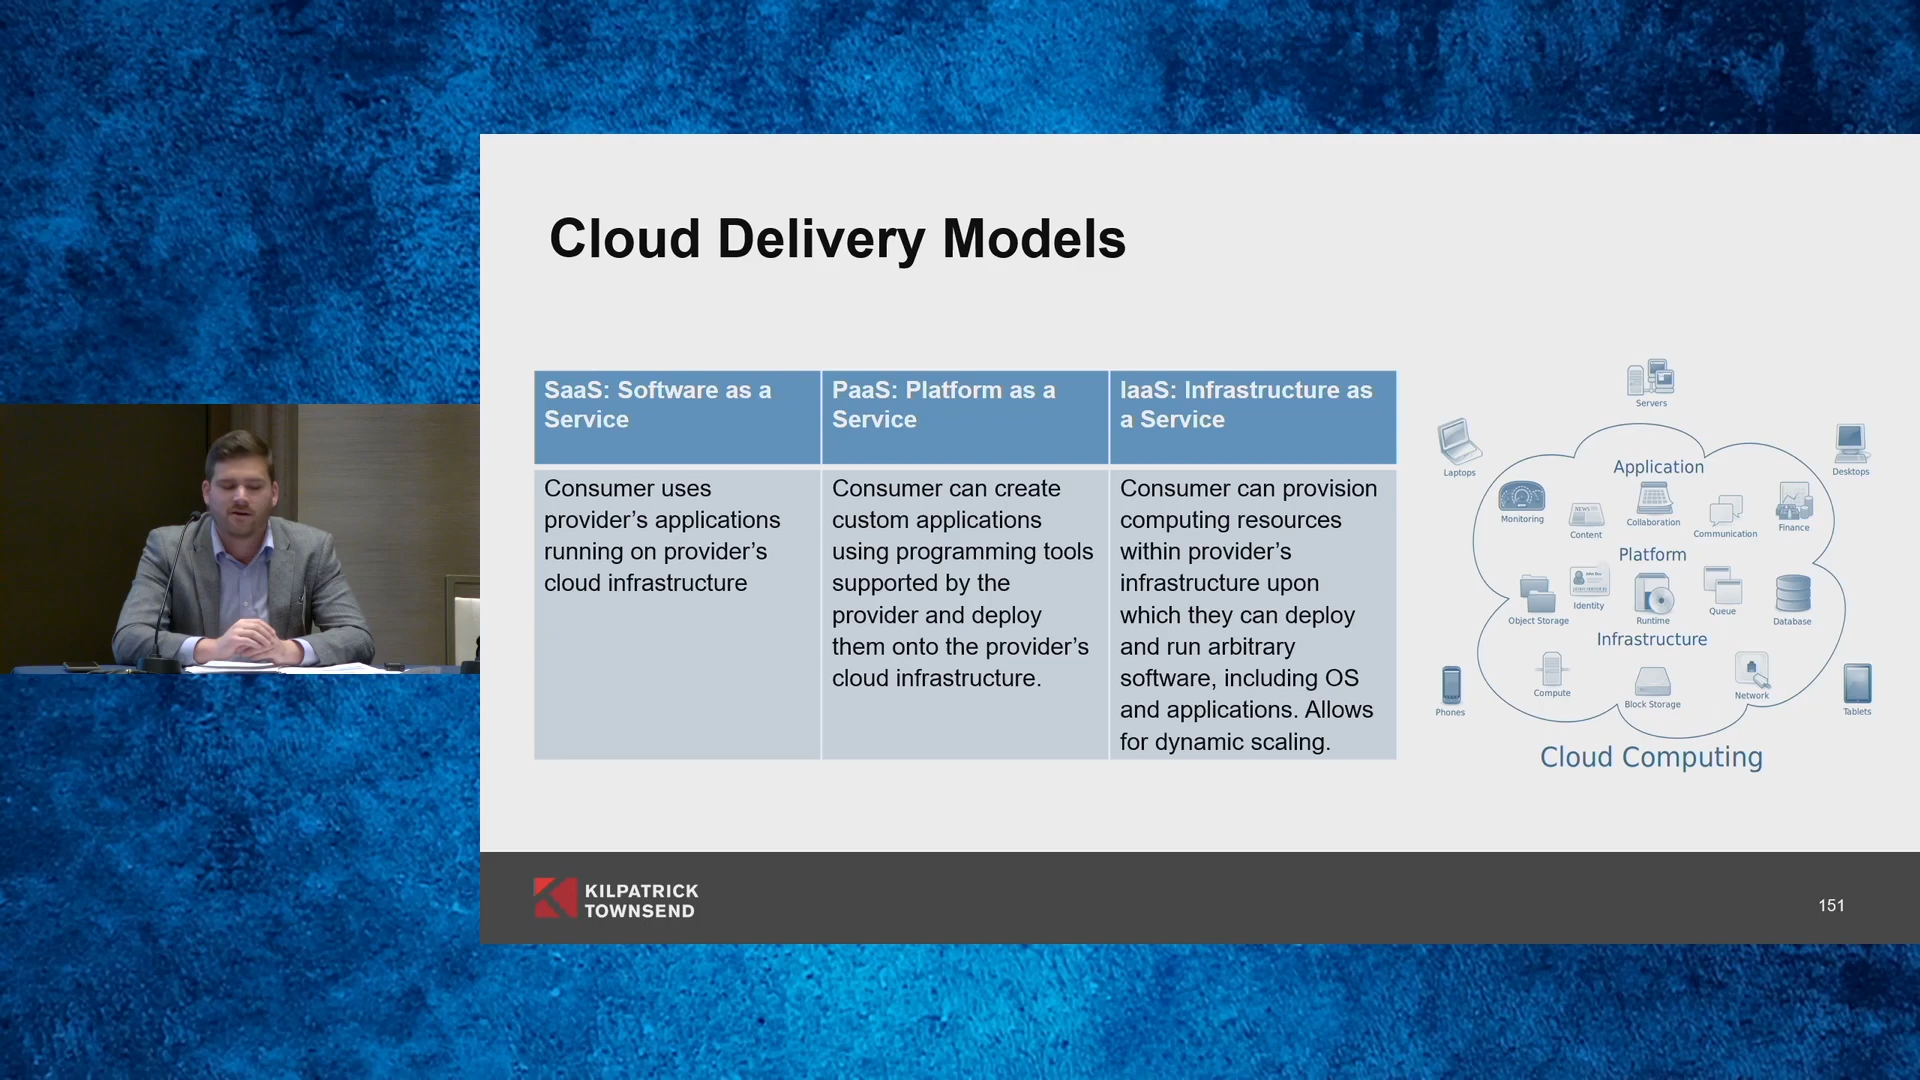 Cloud Delivery Models
SaaS: Software as a
Service
PaaS: Platform as a
Service
IaaS: Infrastructure as
a Service
Consumer uses
provider’s applications
running on provider’s
cloud infrastructure
Consumer can create
custom applications
using programming tools
supported by the
provider and deploy
them onto the provider’s
cloud infrastructure.
Consumer can provision
computing resources
within provider’s
infrastructure upon
which they can deploy
and run arbitrary
software, including OS
and applications. Allows
for dynamic scaling.
Servers
Laptops
Desktops
Application
NEWS
Monitoring
Content
Collaboration
Communication
Finance
Platform
Object Storage
Identity
Runtime
Queue
Database
Infrastructure
Compute
Block Storage
Network
Phones
Tablets
Cloud Computing
KILPATRICK
TOWNSEND
151